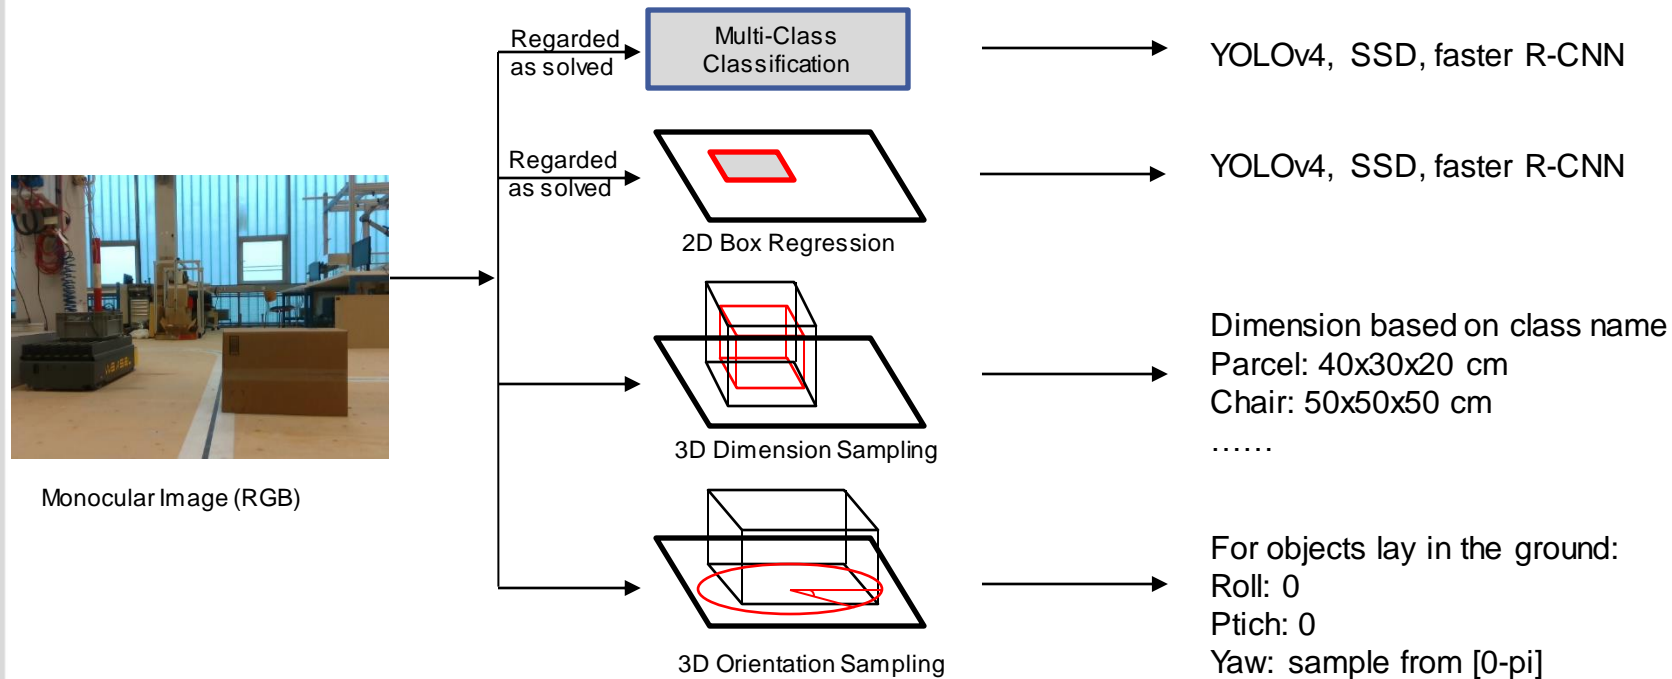 Regarded
as solved
Multi-Class
Classification
YOLOv4, SSD, faster R-CNN
Regarded
as solved
2D Box Regression
YOLOv4, SSD, faster R-CNN
Monocular Image (RGB)
3D Dimension Sampling
Dimension based on class name
Parcel: 40x30x20 cm
Chair: 50x50x50 cm
......
3D Orientation Sampling
For objects lay in the ground:
Roll: 0
Ptich: 0
Yaw: sample from [0-pi]